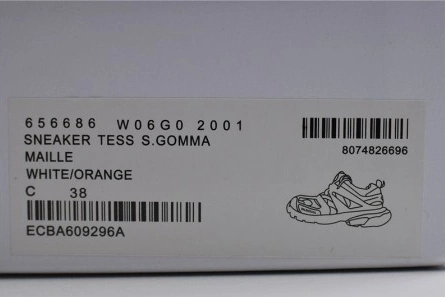 656686 W06G0 2001
SNEAKER TESS S.GOMMA
MAILLE
WHITE/ORANGE
C 38
ECBA609296A
8074826696